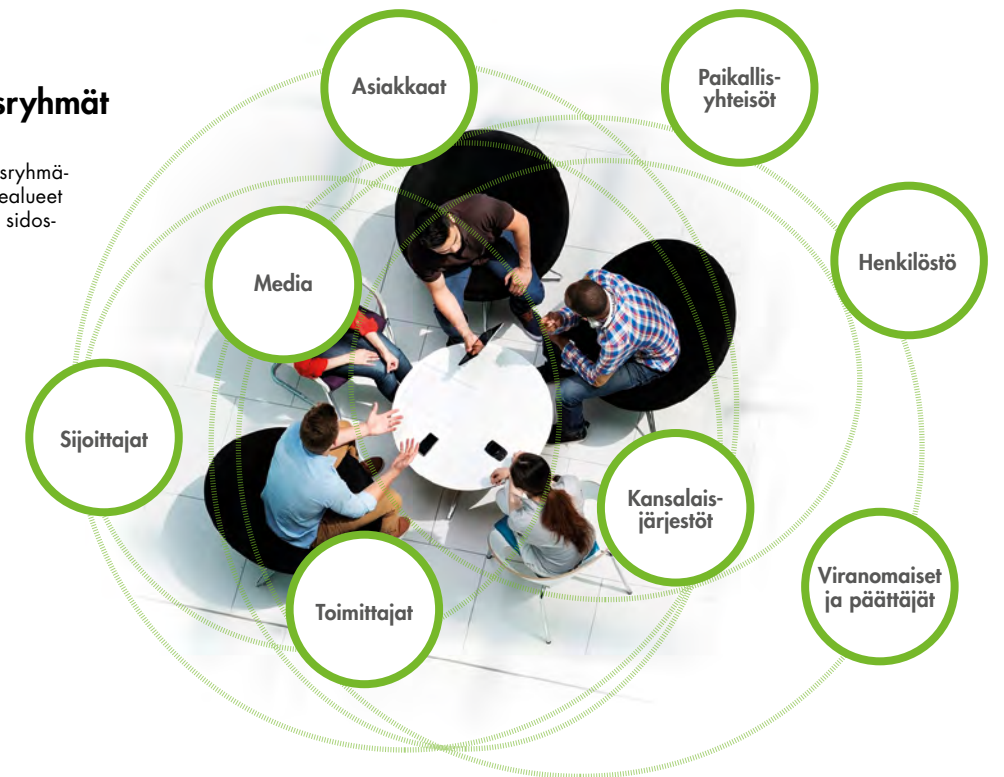 sryhmät
sryhmä-
ealueet
sidos-
Asiakkaat
Paikallis-
yhteisöt
Media
Henkilöstö
Sijoittajat
Kansalais-
järjestöt
Toimittajat
Viranomaiset
ja päättäjät